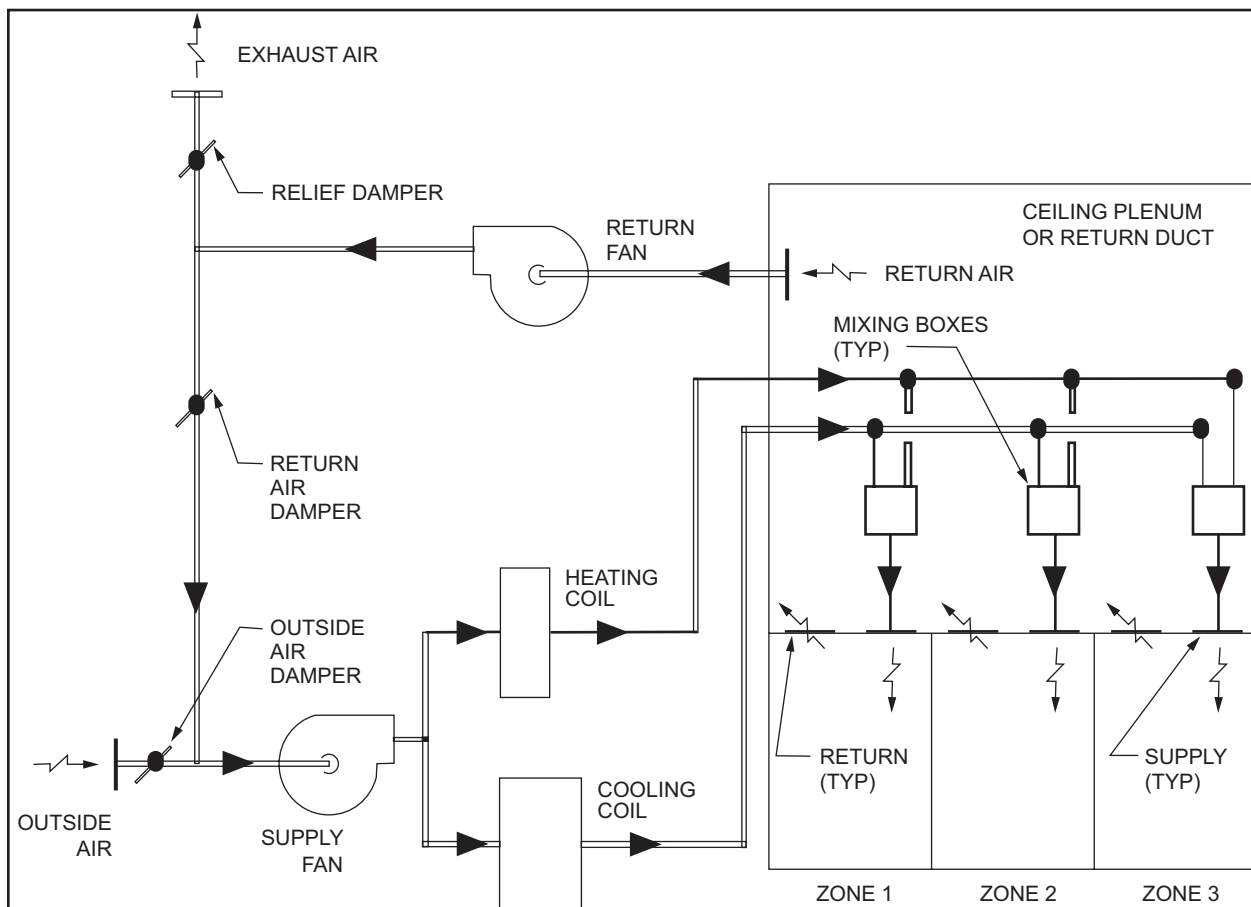 EXHAUST AIR
RELIEF DAMPER
RETURN
FAN
CEILING PLENUM
OR RETURN DUCT
RETURN AIR
MIXING BOXES
(TYP)
RETURN
AIR
DAMPER
HEATING
COIL
OUTSIDE
AIR
DAMPER
RETURN
(TYP)
SUPPLY
(TYP)
COOLING
COIL
OUTSIDE
AIR
SUPPLY
FAN
ZONE 1
ZONE 2
ZONE 3